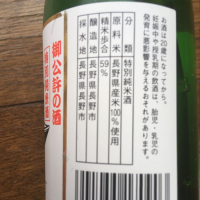 お酒は20歳になってから。
妊娠中や授乳期の飲酒は、胎児・乳児の
発育に悪影響を与えるおそれがあります。
分類 特別純米酒
原料米 長野県産米100%使用
精米歩合 59%
醸造地 長野県長野市
採水地 長野県長野市
御公許の酒